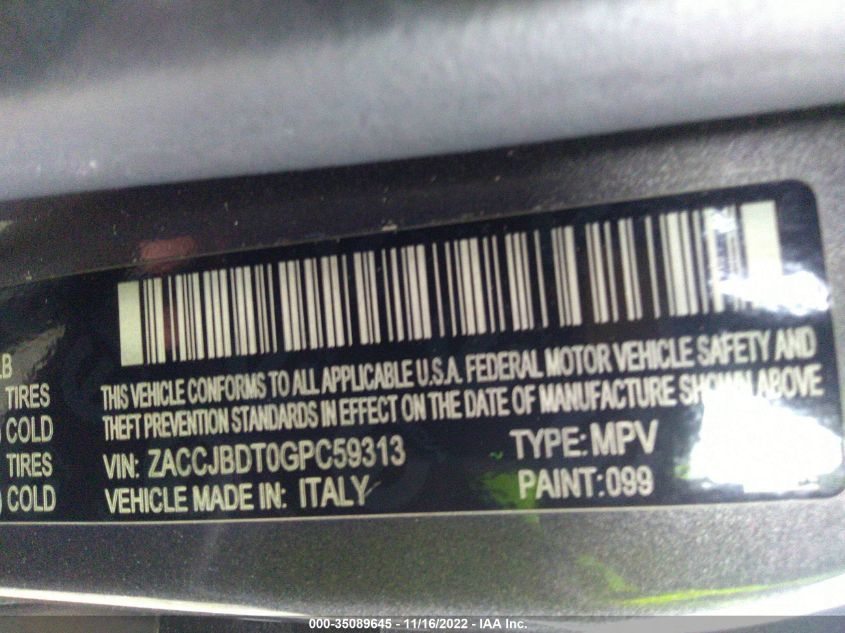 LB
TIRES
COLD
TIRES
) COLD
THIS VEHICLE CONFORMS TO ALL APPLICABLE U.S.A. FEDERAL MOTOR VEHICLE SAFETY AND
THEFT PREVENTION STANDARDS IN EFFECT ON THE DATE OF MANUFACTURE SHOWN ABOVE
VIN: ZACCJBDT0GPC59313 TYPE: MPV
VEHICLE MADE IN: ITALY PAINT: 099
000-35089645 - 11/16/2022 - IAA Inc.